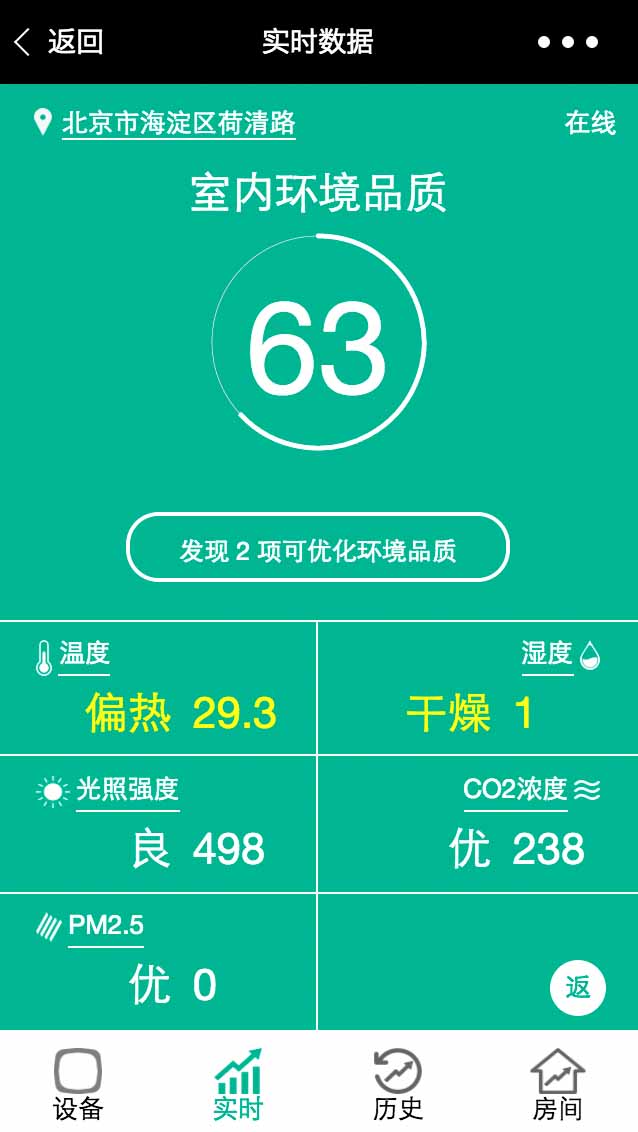 返回 实时数据
北京市海淀区荷清路 在线
室内环境品质
63
发现 2 项可优化环境品质
温度 湿度
偏热 29.3 干燥 1
光照强度 CO2浓度
良 498 优 238
PM2.5
优 0 返
设备 实时 历史 房间